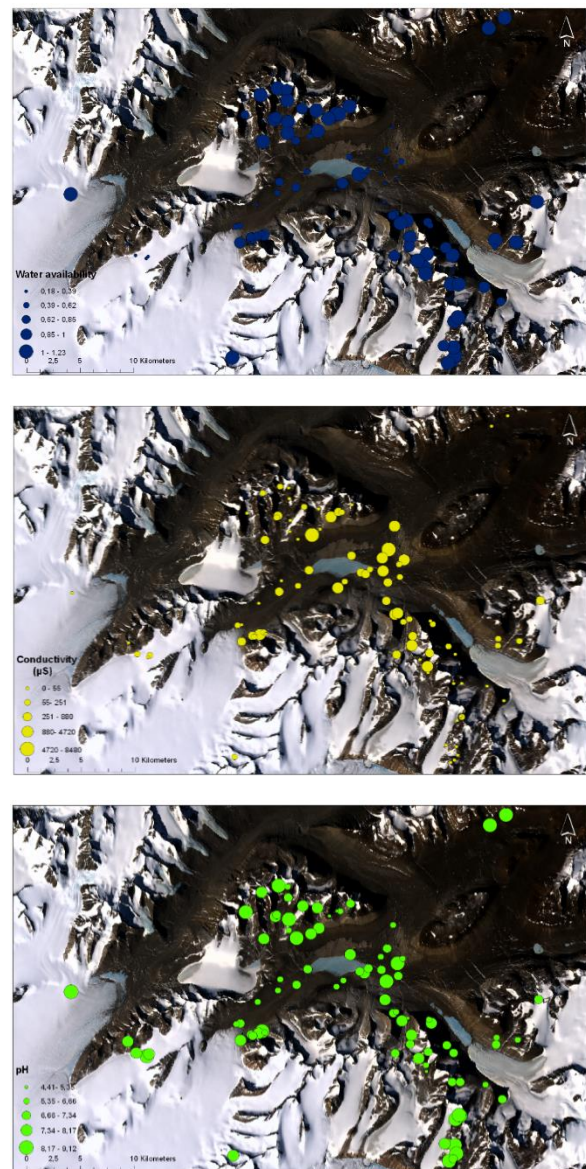 N
Water availability
0,18 - 0,39
0,39 - 0,62
0,62 - 0,85
0,85 - 1
1 - 1,23
0 2,5 5 10 Kilometers
N
Conductivity
(µS)
0 - 55
55- 251
251 - 880
880- 4720
4720 - 8480
0 2,5 5 10 Kilometers
N
pH
4,41- 5,35
5,35 - 6,66
6,66 - 7,34
7,34 - 8,17
8,17 - 9,12
0 2,5 5 10 Kilometers